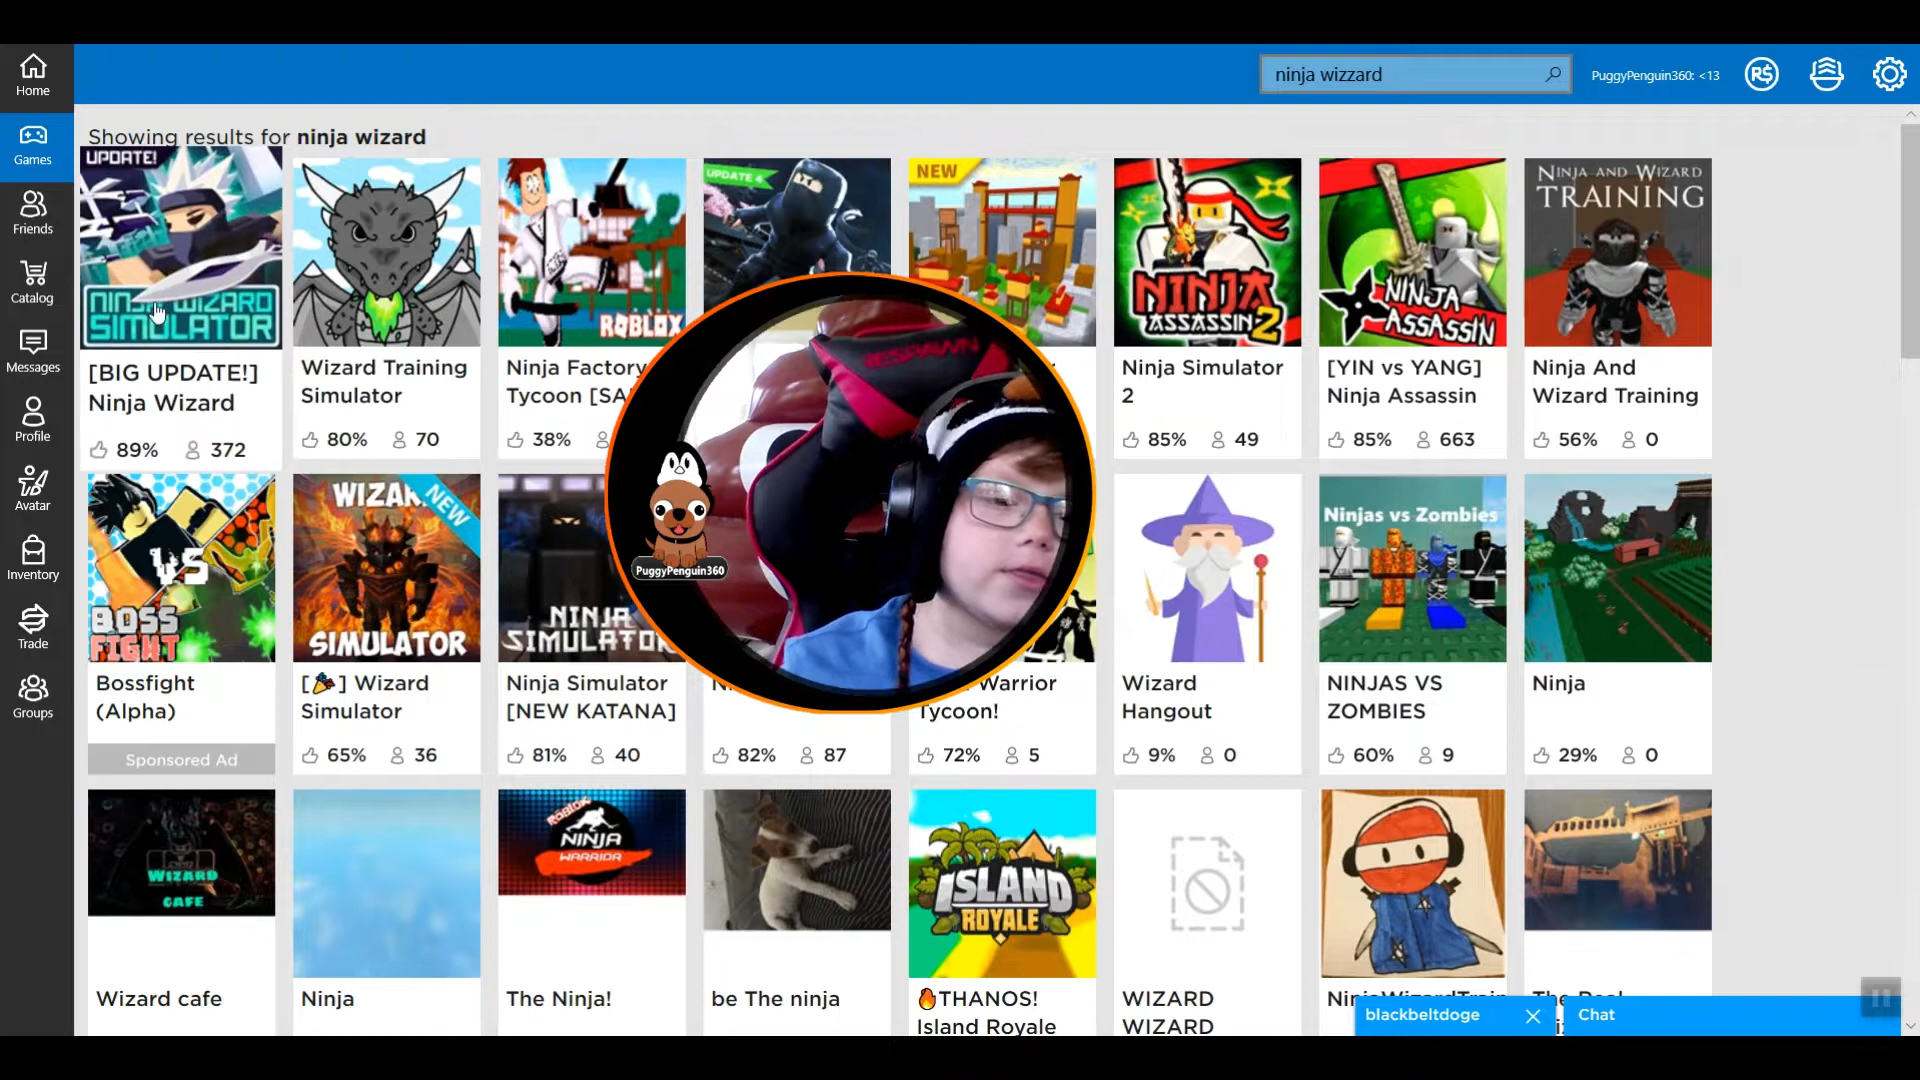 Home
Games
Friends
Catalog
Messages
Profile
Avatar
Inventory
Trade
Groups
ninja wizzard
PuggyPenguin360: <13
R$
Showing results for ninja wizard
UPDATE!
NINJA WIZARD
SIMULATOR
[BIG UPDATE!]
Ninja Wizard
89% 372
Wizard Training
Simulator
80% 70
ROBLOX
Ninja Factory
Tycoon [SA
38%
UPDATE 4
NEW
NINJA
ASSASSIN 2
Ninja Simulator
2
85% 49
NINJA
ASSASSIN
[YIN vs YANG]
Ninja Assassin
85% 663
NINJA AND WIZARD
TRAINING
Ninja And
Wizard Training
56% 0
RESPAWN
PuggyPenguin360
VS
BOSS
FIGHT
Bossfight
(Alpha)
Sponsored Ad
WIZAR
NEW
SIMULATOR
[🎉] Wizard
Simulator
65% 36
NINJA
SIMULATOR
Ninja Simulator
[NEW KATANA]
81% 40
82% 87
Warrior
Tycoon!
72% 5
Wizard
Hangout
9% 0
Ninjas vs Zombies
NINJAS VS
ZOMBIES
60% 9
Ninja
29% 0
WIZARD
CAFE
Wizard cafe
Ninja
ROBLOX
NINJA
WARRIOR
The Ninja!
be The ninja
ISLAND
ROYALE
🔥THANOS!
Island Royale
WIZARD
WIZARD
blackbeltdoge
Chat